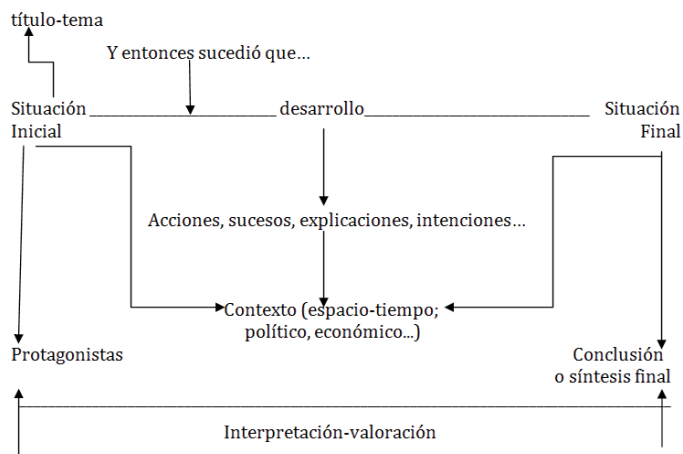 título-tema
Y entonces sucedió que…
Situación desarrollo Situación
Inicial Final
Acciones, sucesos, explicaciones, intenciones…
Contexto (espacio-tiempo;
político, económico...)
Protagonistas Conclusión
o síntesis final
Interpretación-valoración